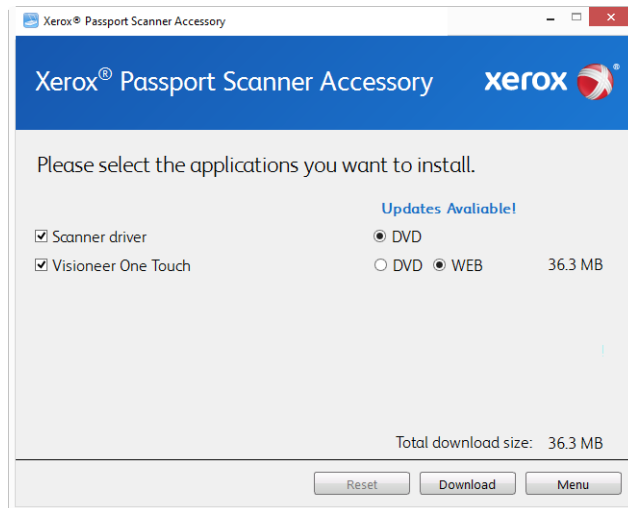 Xerox® Passport Scanner Accessory
Xerox® Passport Scanner Accessory
xerox®
Please select the applications you want to install.
Updates Avaliable!
Scanner driver DVD
Visioneer One Touch DVD WEB 36.3 MB
Total download size: 36.3 MB
Reset Download Menu